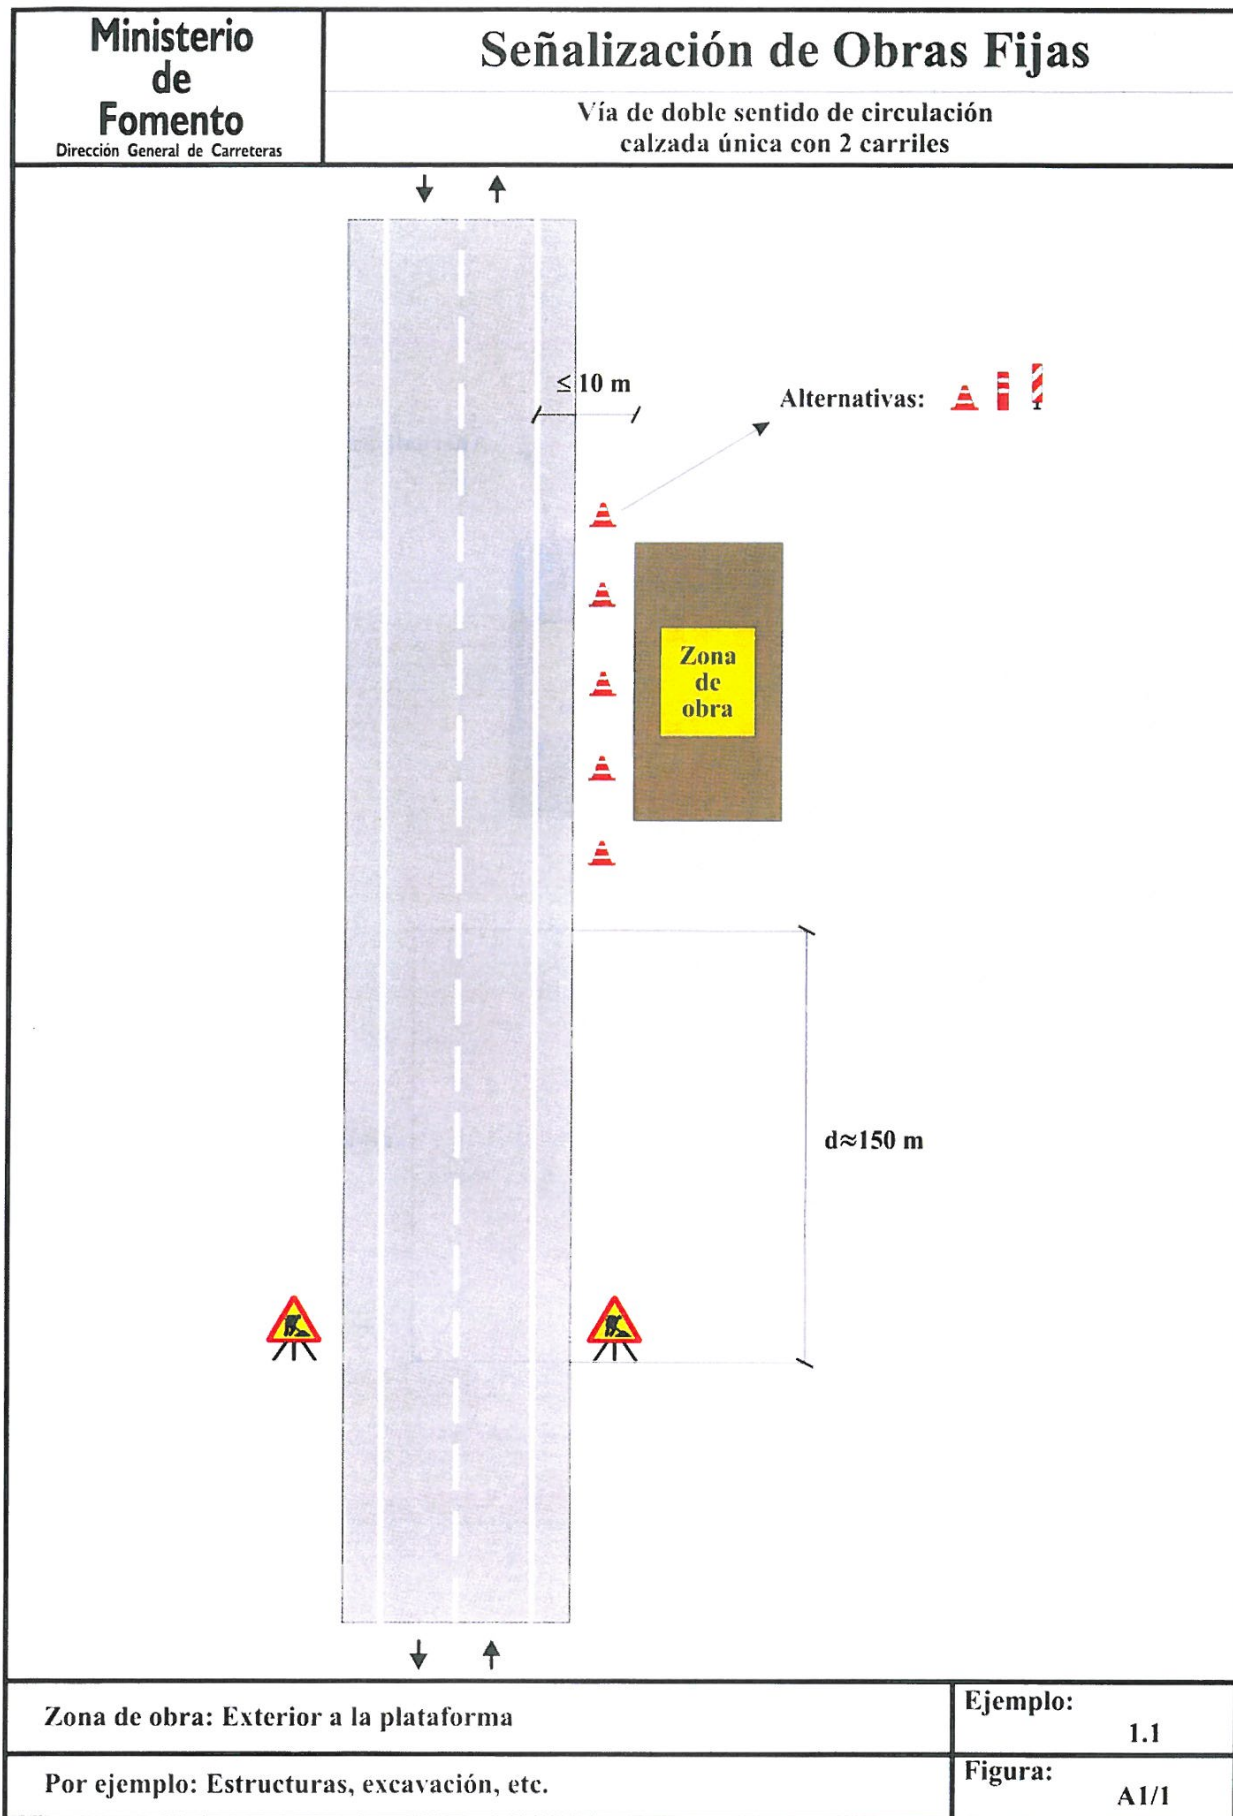 Ministerio
de
Fomento
Dirección General de Carreteras
Señalización de Obras Fijas
Vía de doble sentido de circulación
calzada única con 2 carriles
≤ 10 m
Alternativas:
Zona
de
obra
d≈150 m
Zona de obra: Exterior a la plataforma
Ejemplo:
1.1
Por ejemplo: Estructuras, excavación, etc.
Figura:
A1/1